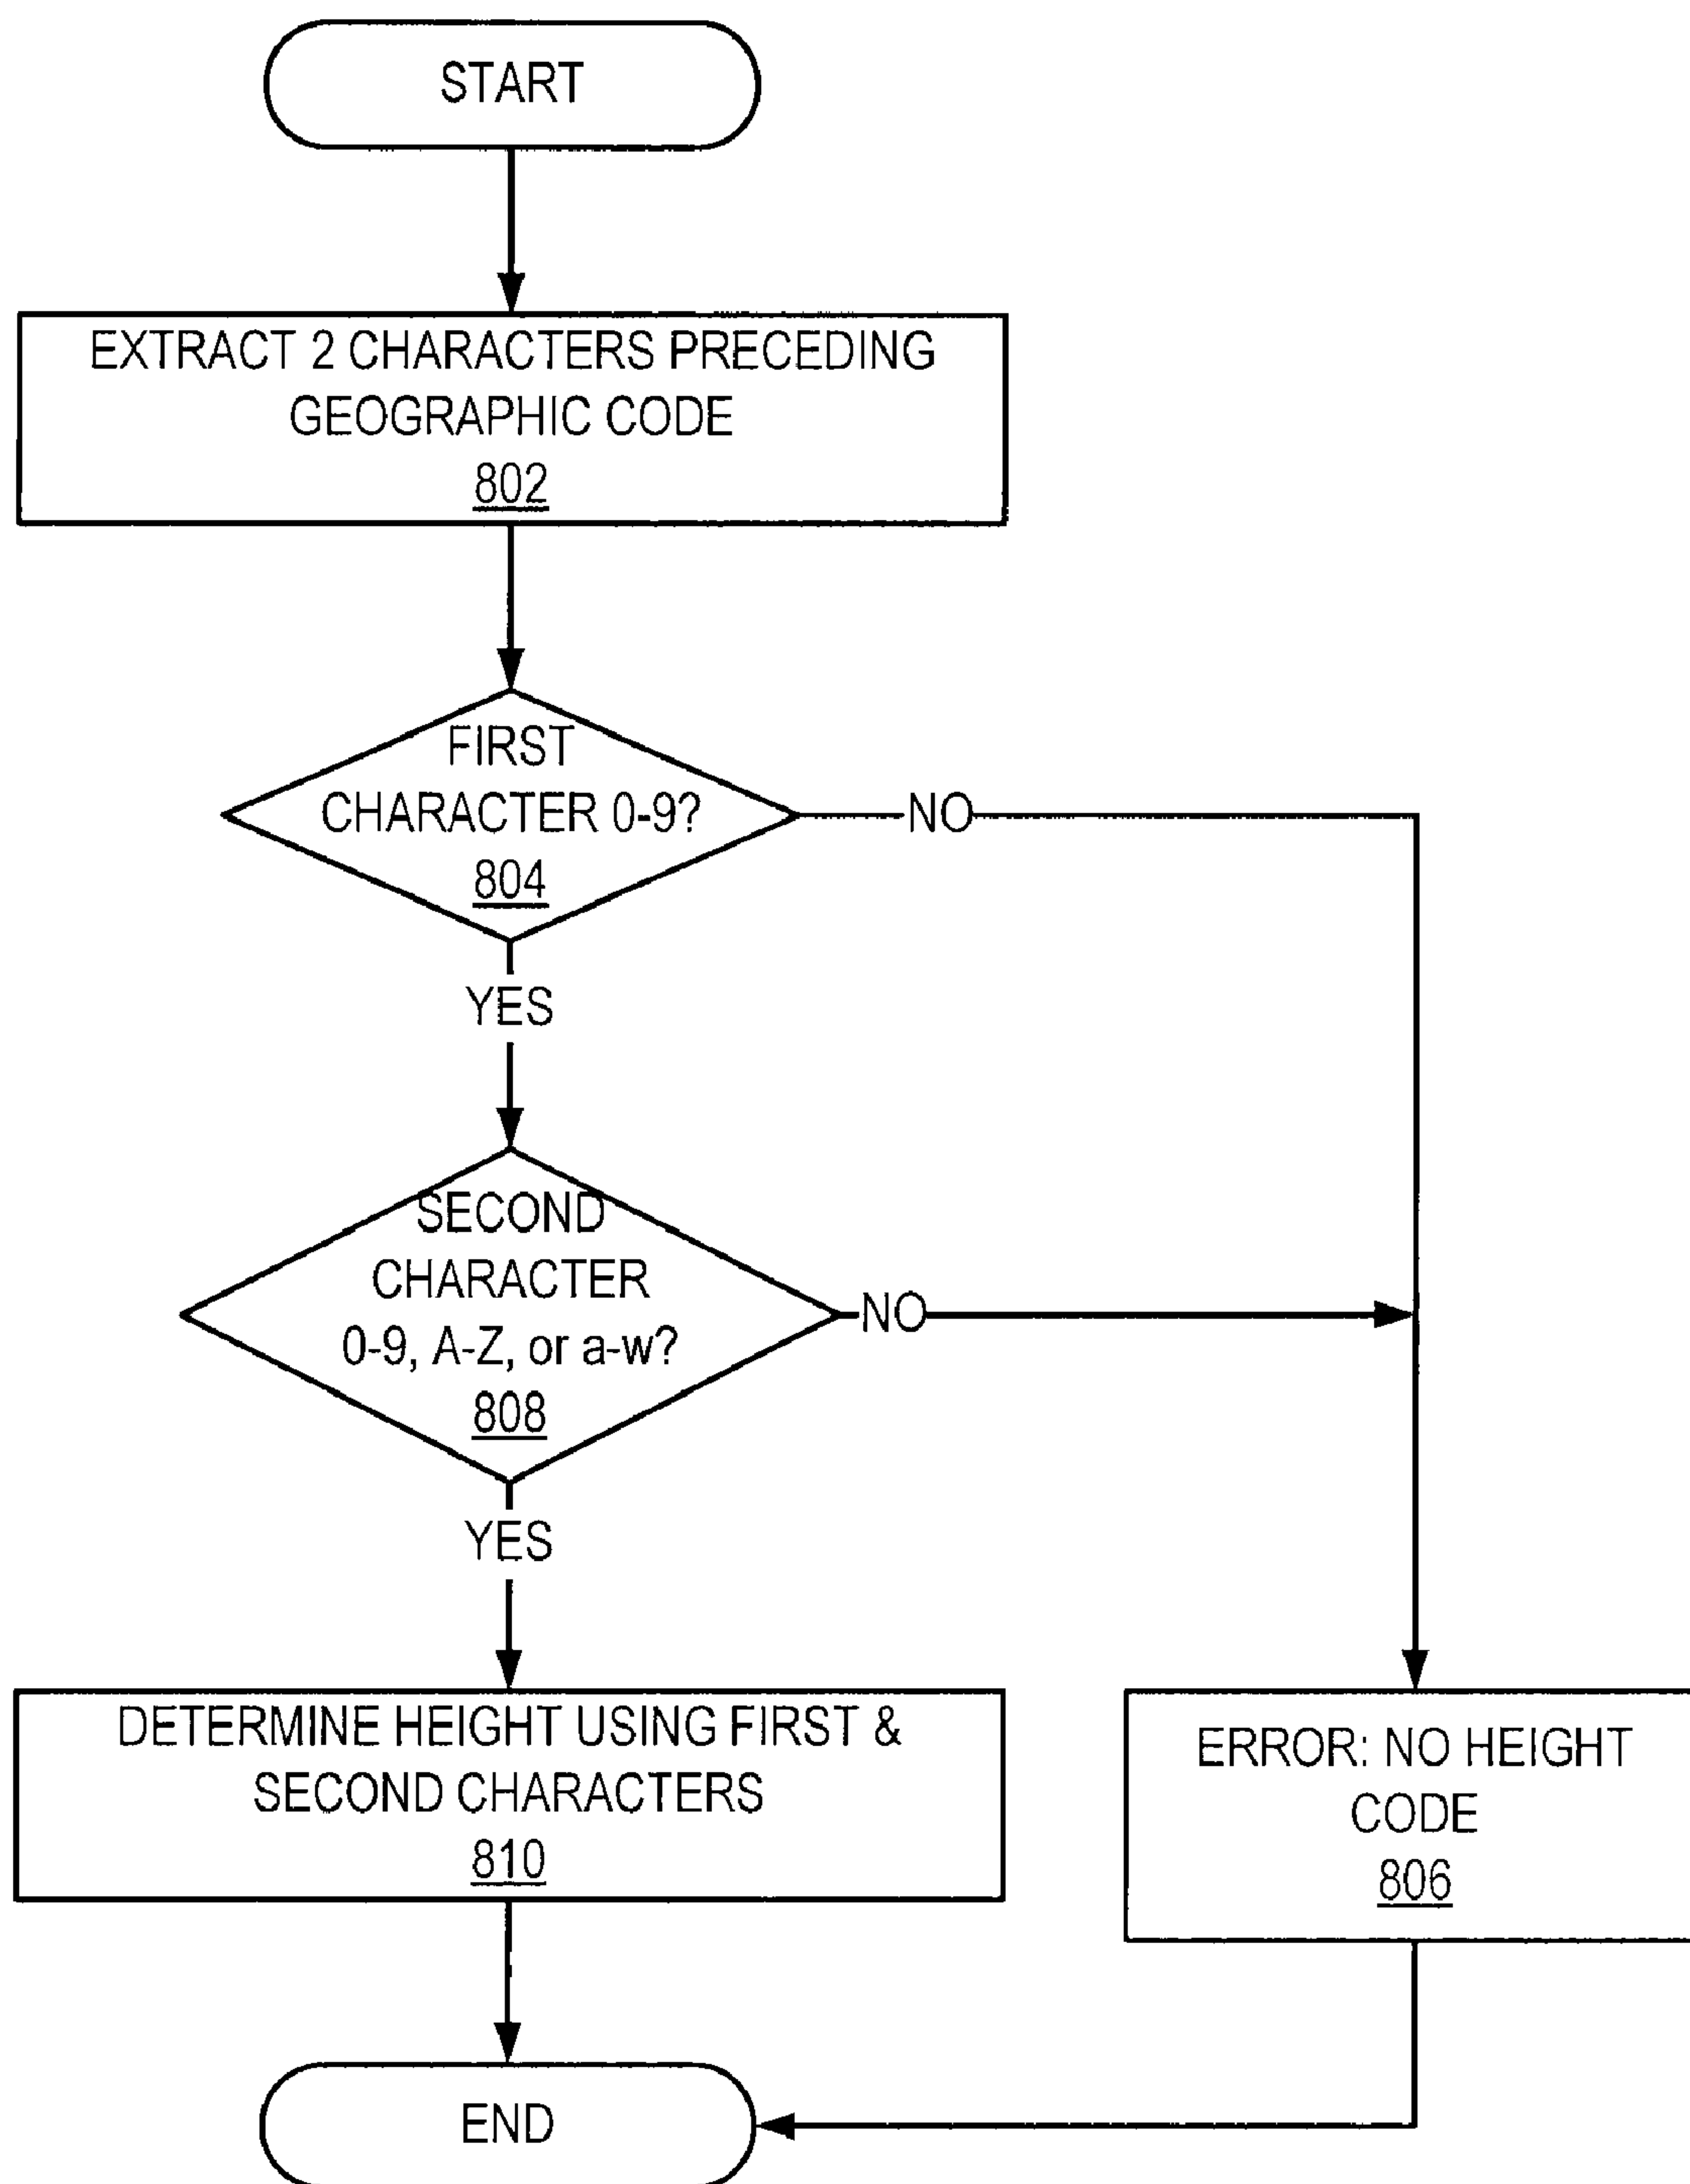 START
EXTRACT 2 CHARACTERS PRECEDING
GEOGRAPHIC CODE
802
FIRST
CHARACTER 0-9?
804
NO
YES
SECOND
CHARACTER
0-9, A-Z, or a-w?
808
NO
YES
DETERMINE HEIGHT USING FIRST &
SECOND CHARACTERS
810
ERROR: NO HEIGHT
CODE
806
END